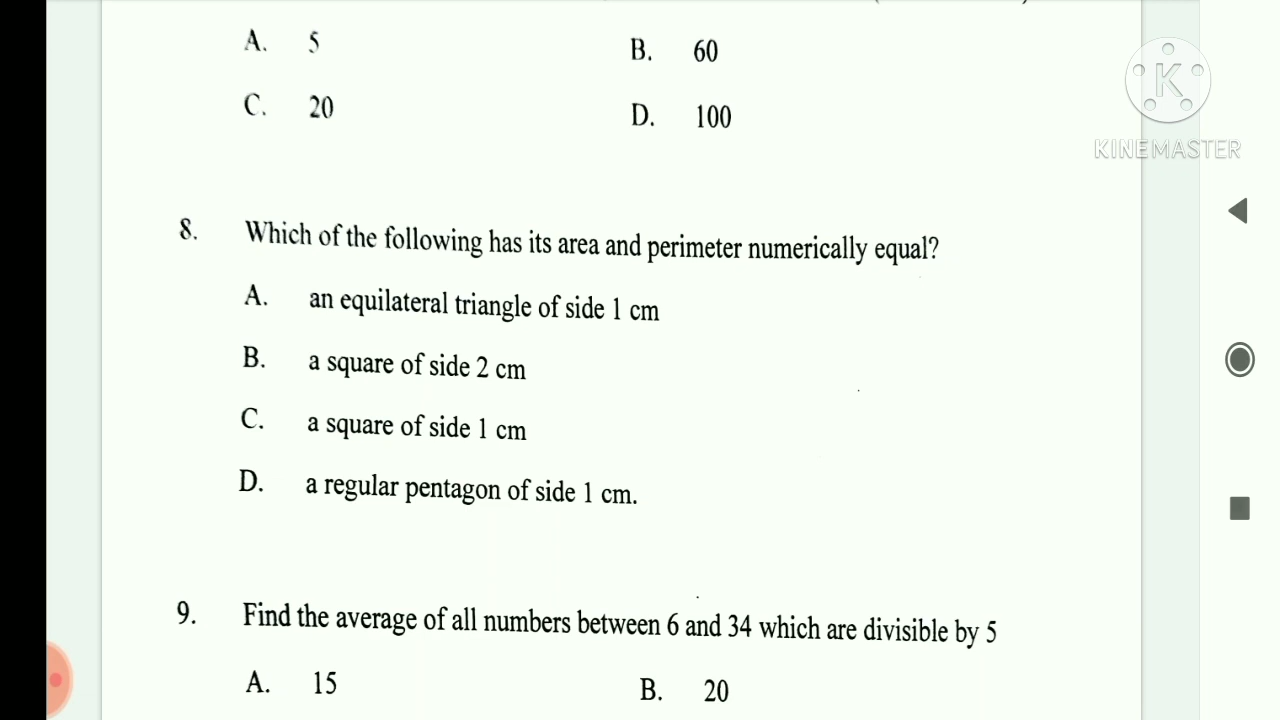 A. 5 B. 60
C. 20 D. 100
K
KINEMASTER
8. Which of the following has its area and perimeter numerically equal?
A. an equilateral triangle of side 1 cm
B. a square of side 2 cm
C. a square of side 1 cm
D. a regular pentagon of side 1 cm.
9. Find the average of all numbers between 6 and 34 which are divisible by 5
A. 15 B. 20